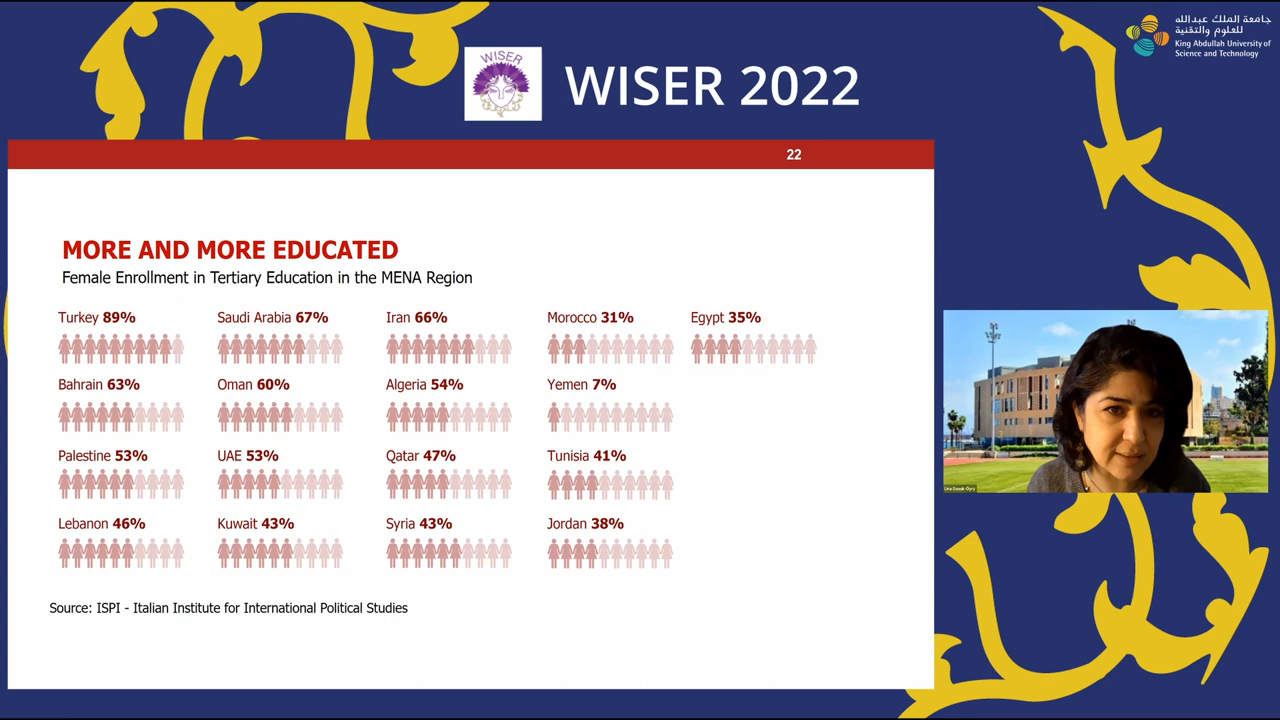 جامعة الملك عبدالله
للعلوم والتقنية
King Abdullah University of
Science and Technology
WISER
WISER 2022
22
MORE AND MORE EDUCATED
Female Enrollment in Tertiary Education in the MENA Region
Turkey 89%
Saudi Arabia 67%
Iran 66%
Morocco 31%
Egypt 35%
Bahrain 63%
Oman 60%
Algeria 54%
Yemen 7%
Palestine 53%
UAE 53%
Qatar 47%
Tunisia 41%
Lebanon 46%
Kuwait 43%
Syria 43%
Jordan 38%
Source: ISPI - Italian Institute for International Political Studies